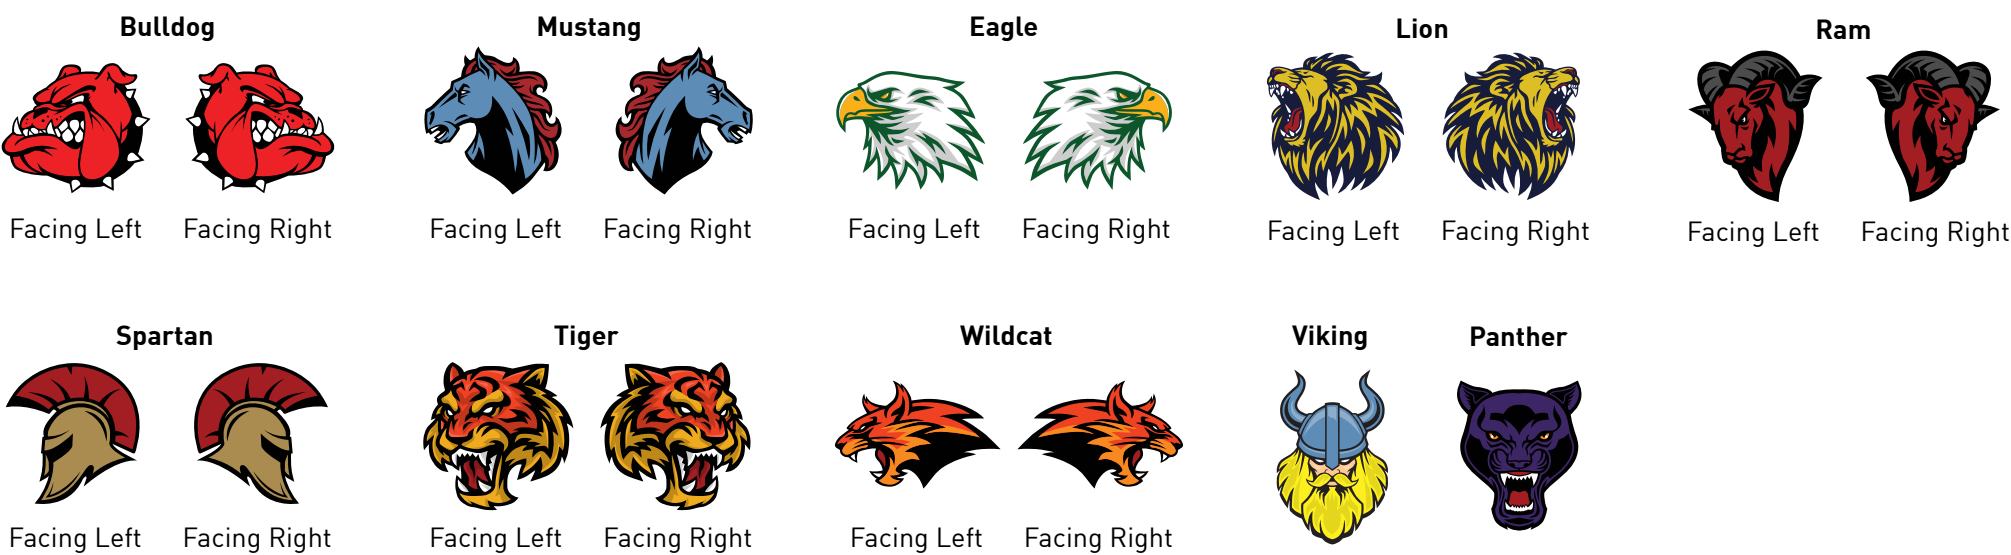 Bulldog
Mustang
Eagle
Lion
Ram
Facing Left
Facing Right
Facing Left
Facing Right
Facing Left
Facing Right
Facing Left
Facing Right
Facing Left
Facing Right
Spartan
Tiger
Wildcat
Viking
Panther
Facing Left
Facing Right
Facing Left
Facing Right
Facing Left
Facing Right